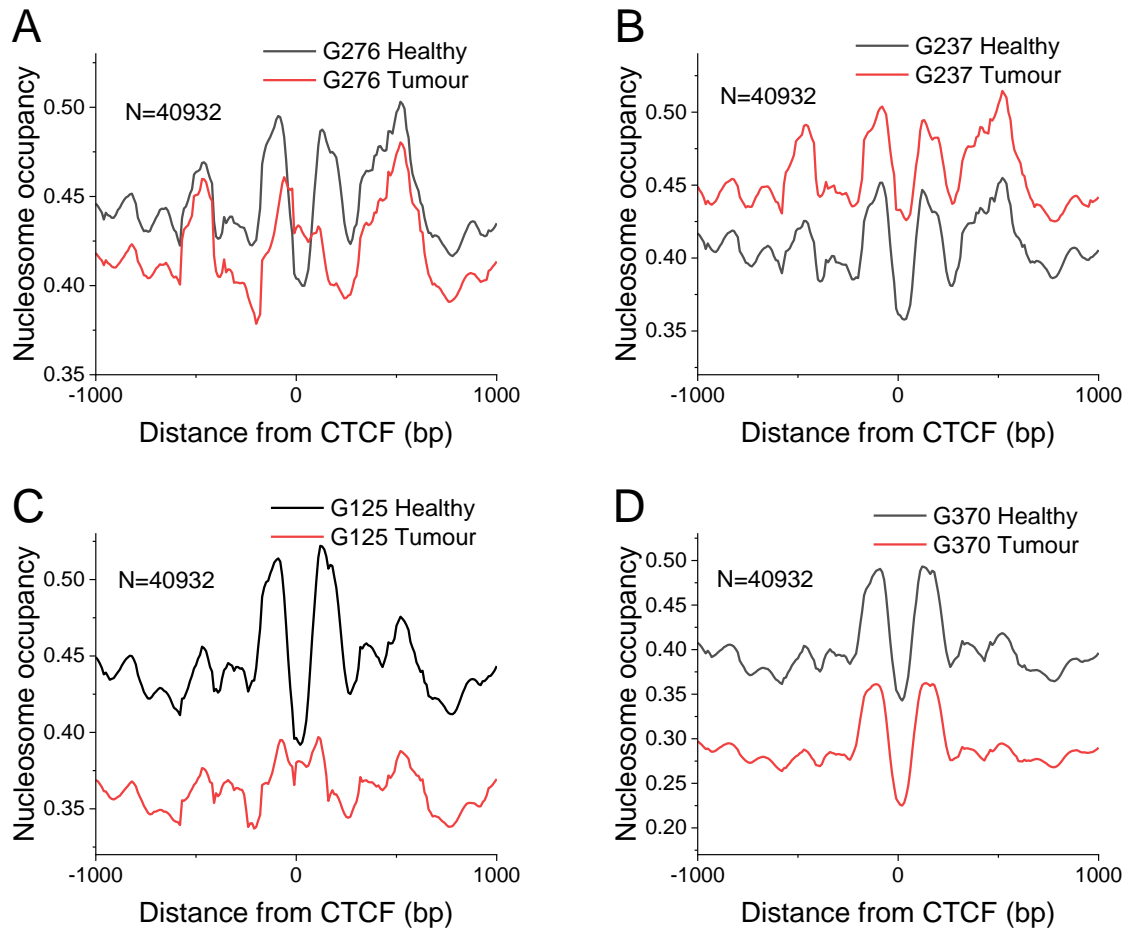 A
G276 Healthy
G276 Tumour
N=40932
Nucleosome occupancy
0.50
0.45
0.40
0.35
-1000
0
1000
Distance from CTCF (bp)
B
G237 Healthy
G237 Tumour
N=40932
Nucleosome occupancy
0.50
0.45
0.40
0.35
-1000
0
1000
Distance from CTCF (bp)
C
G125 Healthy
G125 Tumour
N=40932
Nucleosome occupancy
0.50
0.45
0.40
0.35
-1000
0
1000
Distance from CTCF (bp)
D
G370 Healthy
G370 Tumour
N=40932
Nucleosome occupancy
0.50
0.45
0.40
0.35
0.30
0.25
0.20
-1000
0
1000
Distance from CTCF (bp)